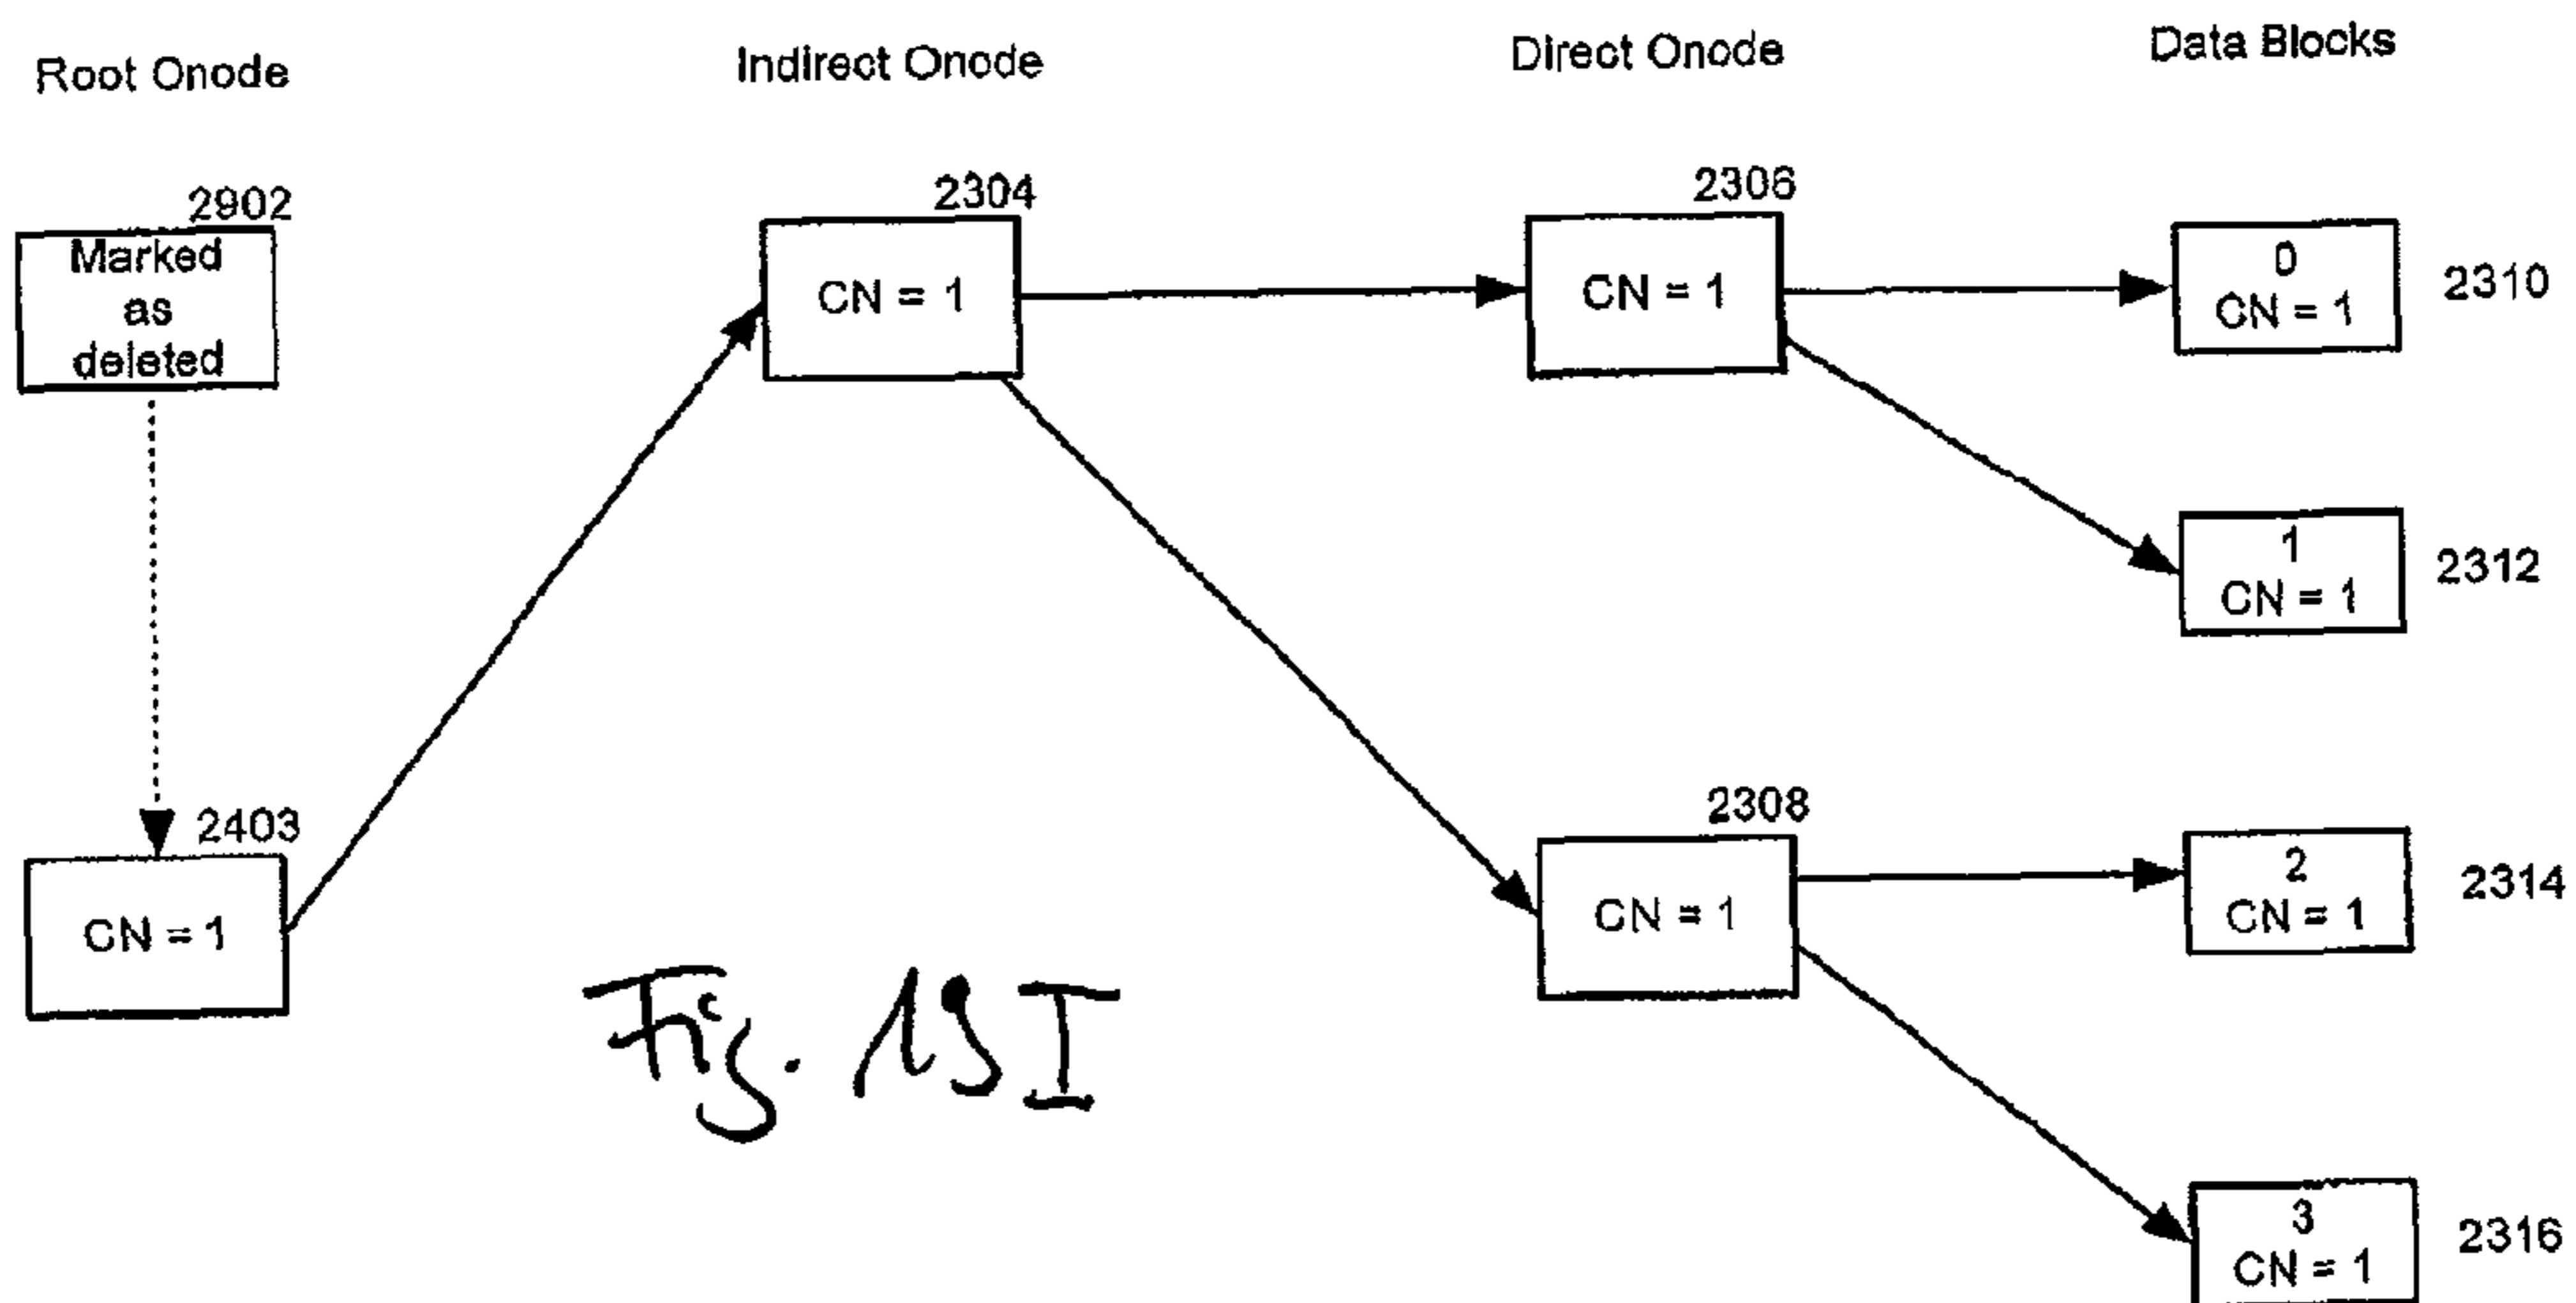 Root Onode
Indirect Onode
Direct Onode
Data Blocks
2902
Marked
as
deleted
2304
CN = 1
2306
CN = 1
0
CN = 1
2310
1
CN = 1
2312
2403
CN = 1
2308
CN = 1
2
CN = 1
2314
3
CN = 1
2316
Fig. 19I